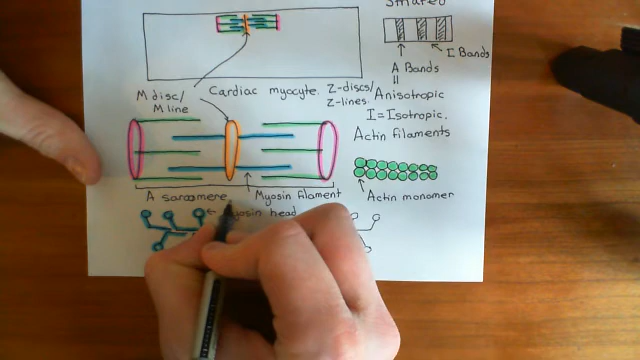 Striated
I Bands
A Bands
Cardiac myocyte.
Z-discs/
Z-lines.
M disc/
M line
Anisotropic
I = Isotropic.
Actin filaments
A sarcomere
Myosin filament
Actin monomer
Myosin head